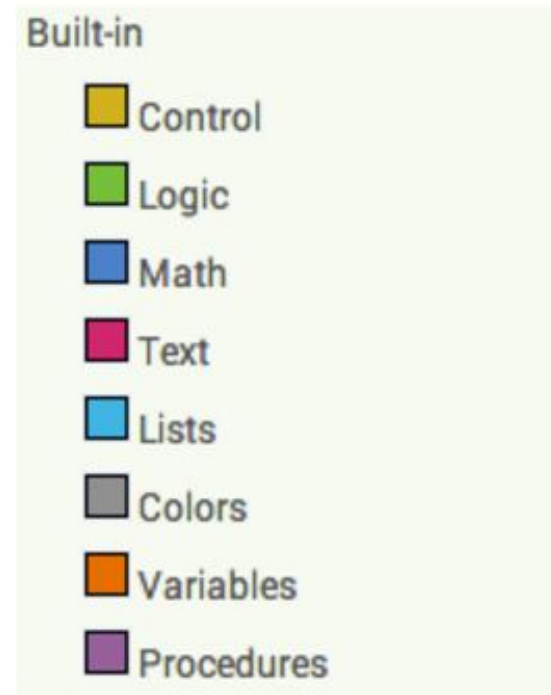 Built-in
Control
Logic
Math
Text
Lists
Colors
Variables
Procedures